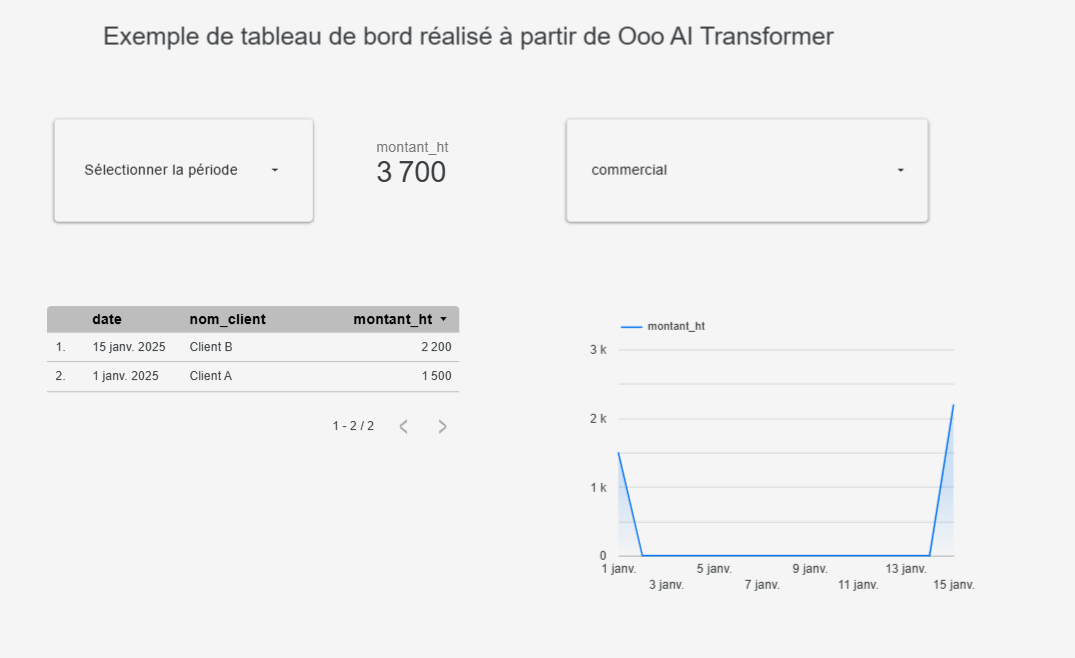 Exemple de tableau de bord réalisé à partir de Ooo AI Transformer
Sélectionner la période
montant_ht
3 700
commercial
date nom_client montant_ht
1. 15 janv. 2025 Client B 2 200
2. 1 janv. 2025 Client A 1 500
1 - 2 / 2
montant_ht
3 k
2 k
1 k
0
1 janv. 5 janv. 9 janv. 13 janv.
3 janv. 7 janv. 11 janv. 15 janv.